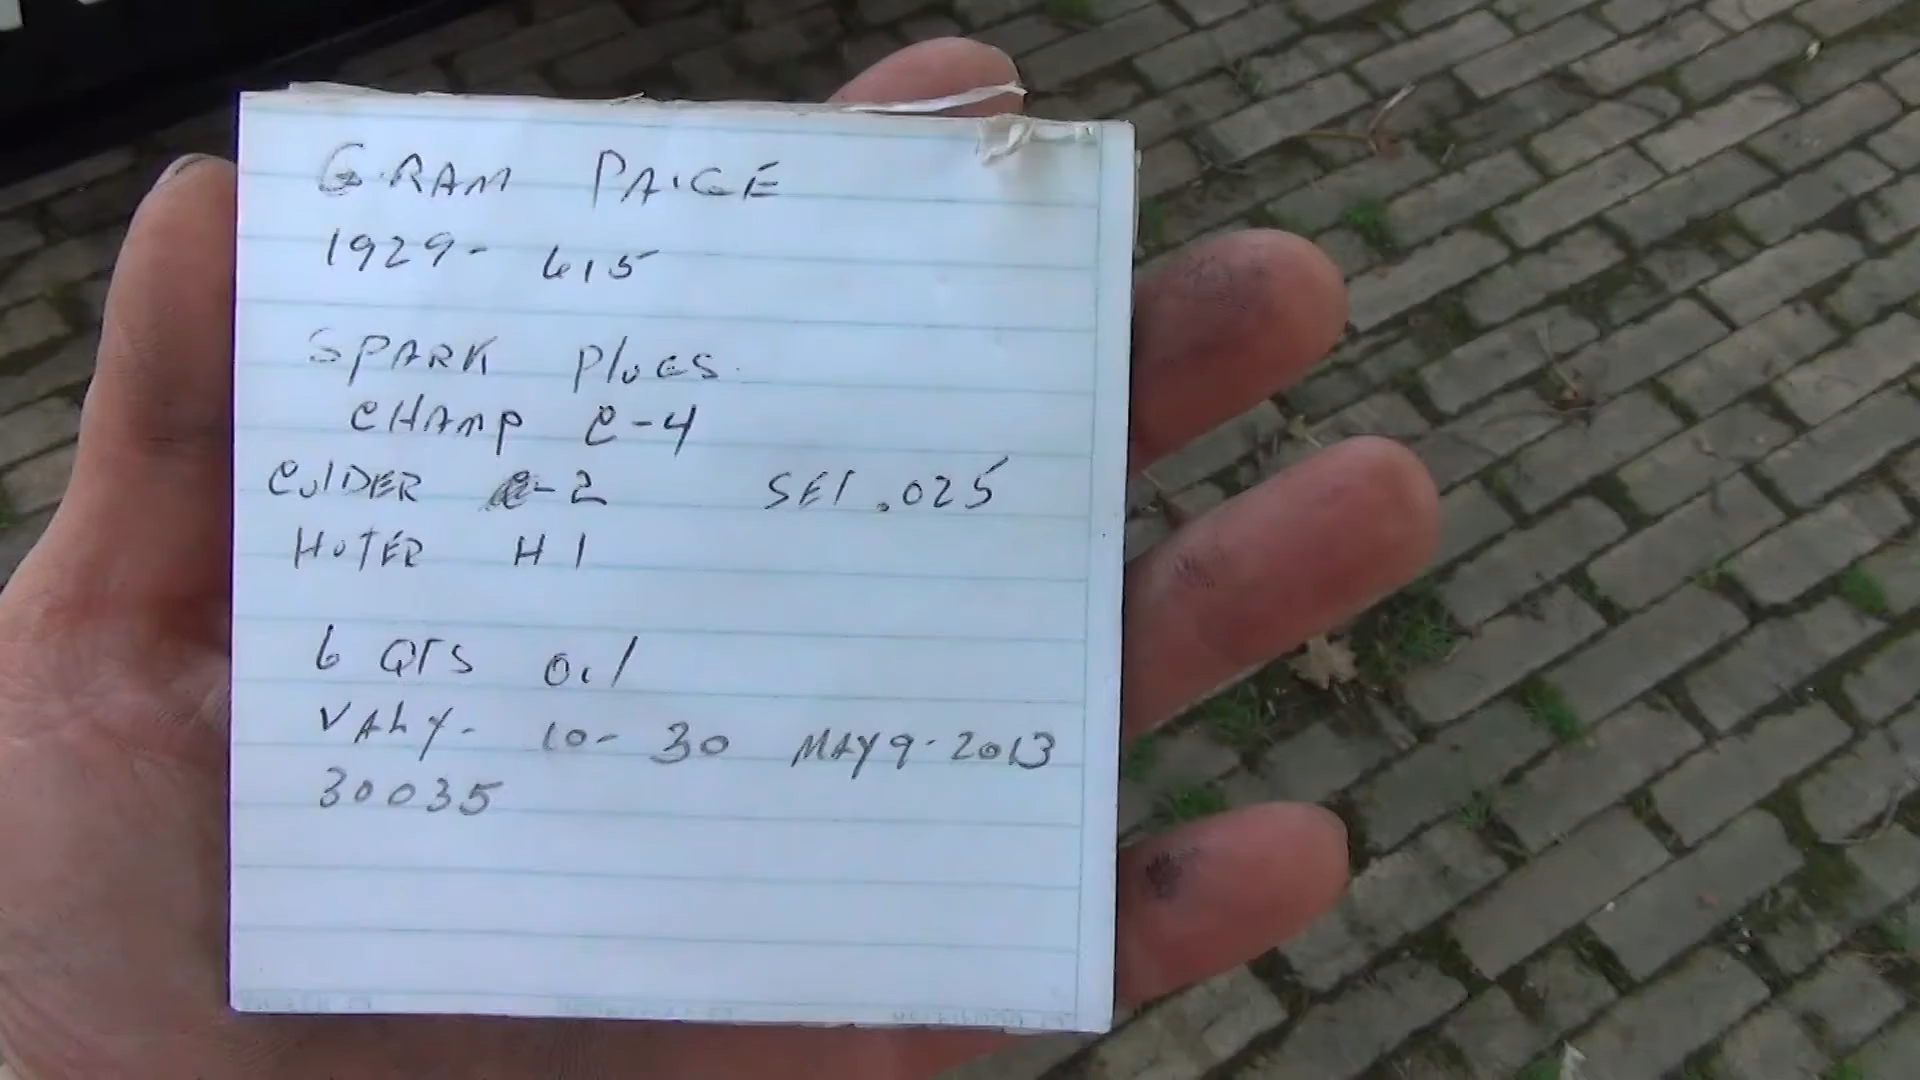 GRAM PAIGE
1929- 615
SPARK Plugs.
CHAMP C-4
ColDER C-2 SET .025
HoTER H1
6 QTS oil
VALY- 10-30 MAY 9-2013
30035